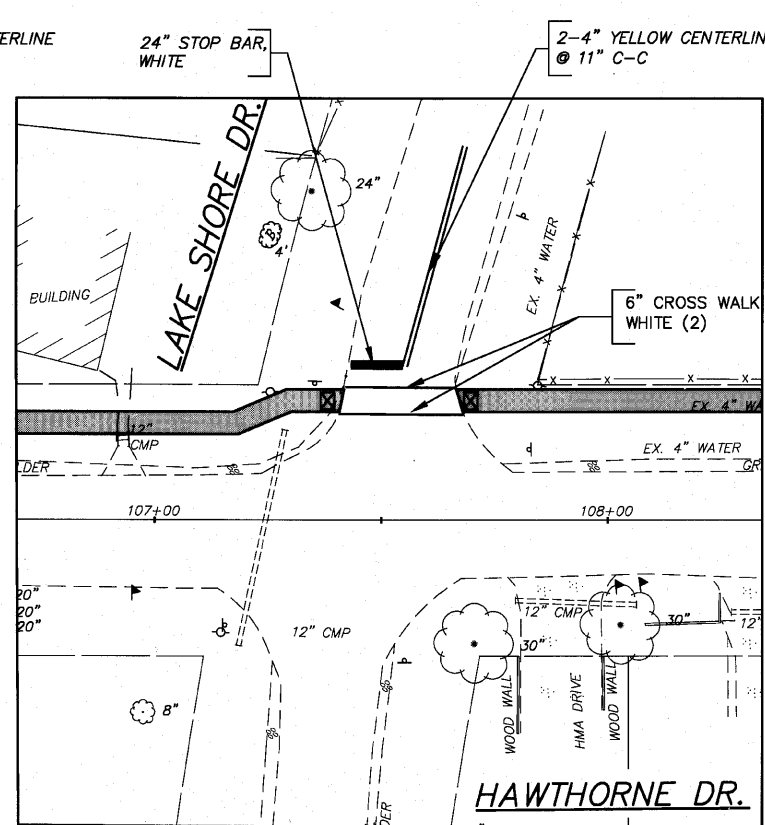 ERLINE
24" STOP BAR,
WHITE
2-4" YELLOW CENTERLIN
@ 11" C-C
LAKE SHORE DR.
24"
B
4'
EX. 4" WATER
BUILDING
6" CROSS WALK
WHITE (2)
12"
CMP
EX. 4" WA
LDER
EX. 4" WATER
GR
107+00
108+00
20"
20"
20"
12" CMP
12" CMP
30"
12"
30"
8"
WOOD WALL
HMA DRIVE
WOOD WALL
DER
HAWTHORNE DR.